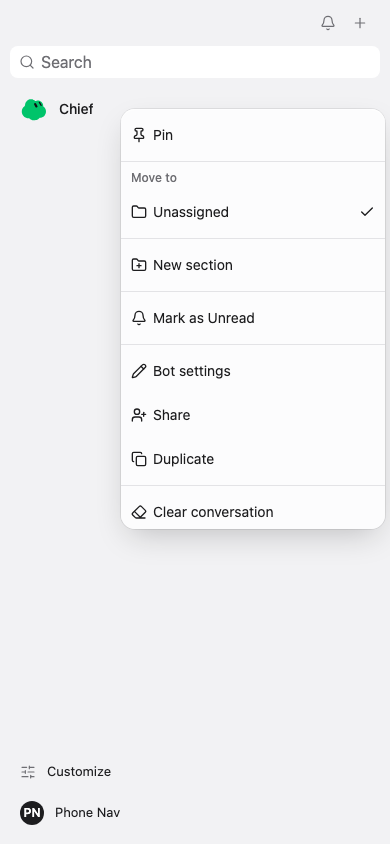 Search
Chief
Pin
Move to
Unassigned
New section
Mark as Unread
Bot settings
Share
Duplicate
Clear conversation
Customize
PN Phone Nav